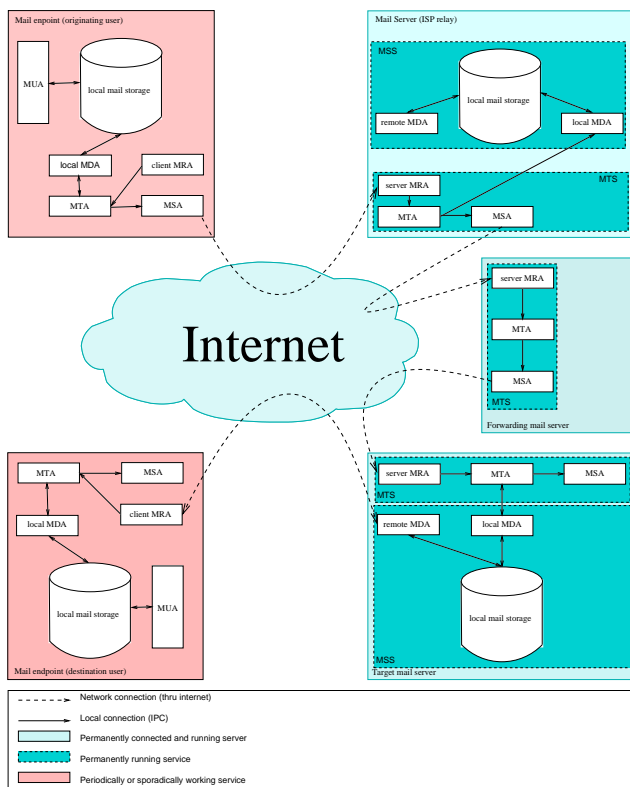 Mail enpoint (originating user)
MUA
local mail storage
local MDA
client MRA
MTA
MSA
Mail Server (ISP relay)
MSS
local mail storage
remote MDA
local MDA
MTS
server MRA
MTA
MSA
Internet
server MRA
MTA
MSA
MTS
Forwarding mail server
MTA
MSA
client MRA
local MDA
local mail storage
MUA
Mail endpoint (destination user)
server MRA
MTA
MSA
MTS
remote MDA
local MDA
local mail storage
MSS
Target mail server
Network connection (thru internet)
Local connection (IPC)
Permanently connected and running server
Permanently running service
Periodically or sporadically working service